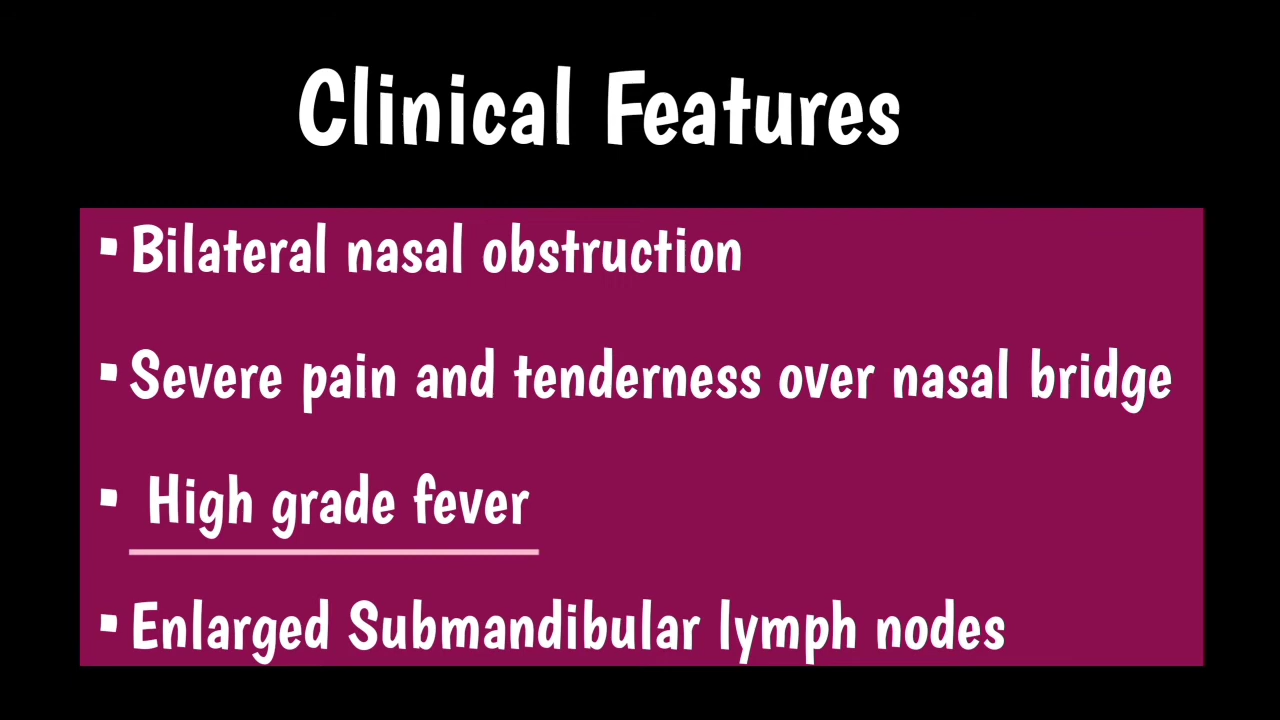 Clinical Features
▪ Bilateral nasal obstruction
▪ Severe pain and tenderness over nasal bridge
▪ High grade fever
▪ Enlarged Submandibular lymph nodes